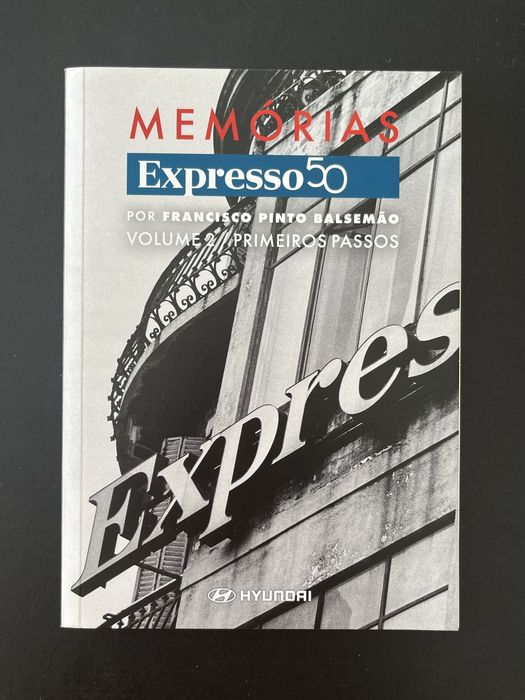 MEMÓRIAS
Expresso50
POR FRANCISCO PINTO BALSEMÃO
VOLUME 2 / PRIMEIROS PASSOS
Expres
HYUNDAI